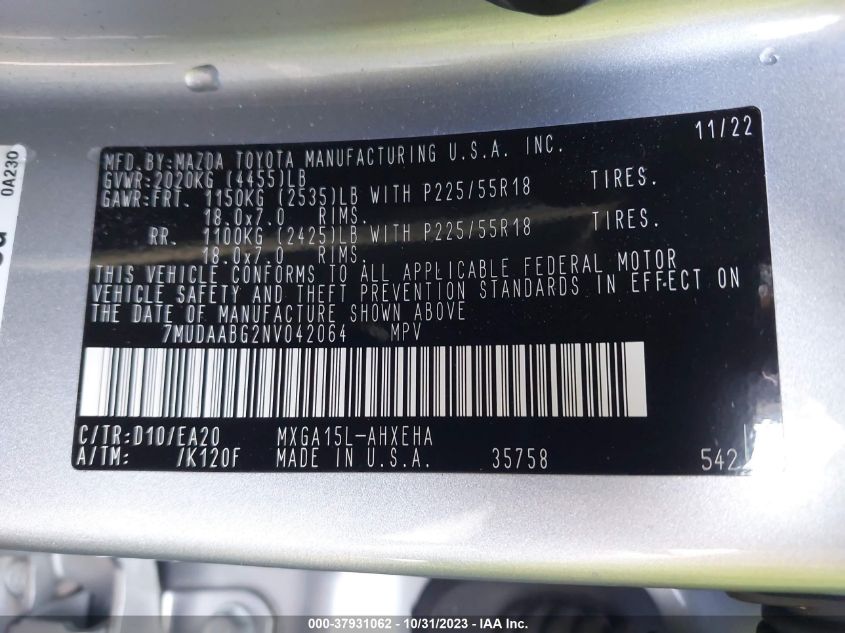 11/22
MFD.BY:MAZDA TOYOTA MANUFACTURING U.S.A. INC.
GVWR:2020KG (4455)LB
GAWR:FRT. 1150KG (2535)LB WITH P225/55R18 TIRES.
18.0x7.0 RIMS.
RR. 1100KG (2425)LB WITH P225/55R18 TIRES.
18.0x7.0 RIMS.
THIS VEHICLE CONFORMS TO ALL APPLICABLE FEDERAL MOTOR
VEHICLE SAFETY AND THEFT PREVENTION STANDARDS IN EFFECT ON
THE DATE OF MANUFACTURE SHOWN ABOVE
7MUDAABG2NV042064 MPV
C/TR:D10/EA20 MXGA15L-AHXEHA
A/TM: /K120F MADE IN U.S.A. 35758 542
0A230
000-37931062 - 10/31/2023 - IAA Inc.